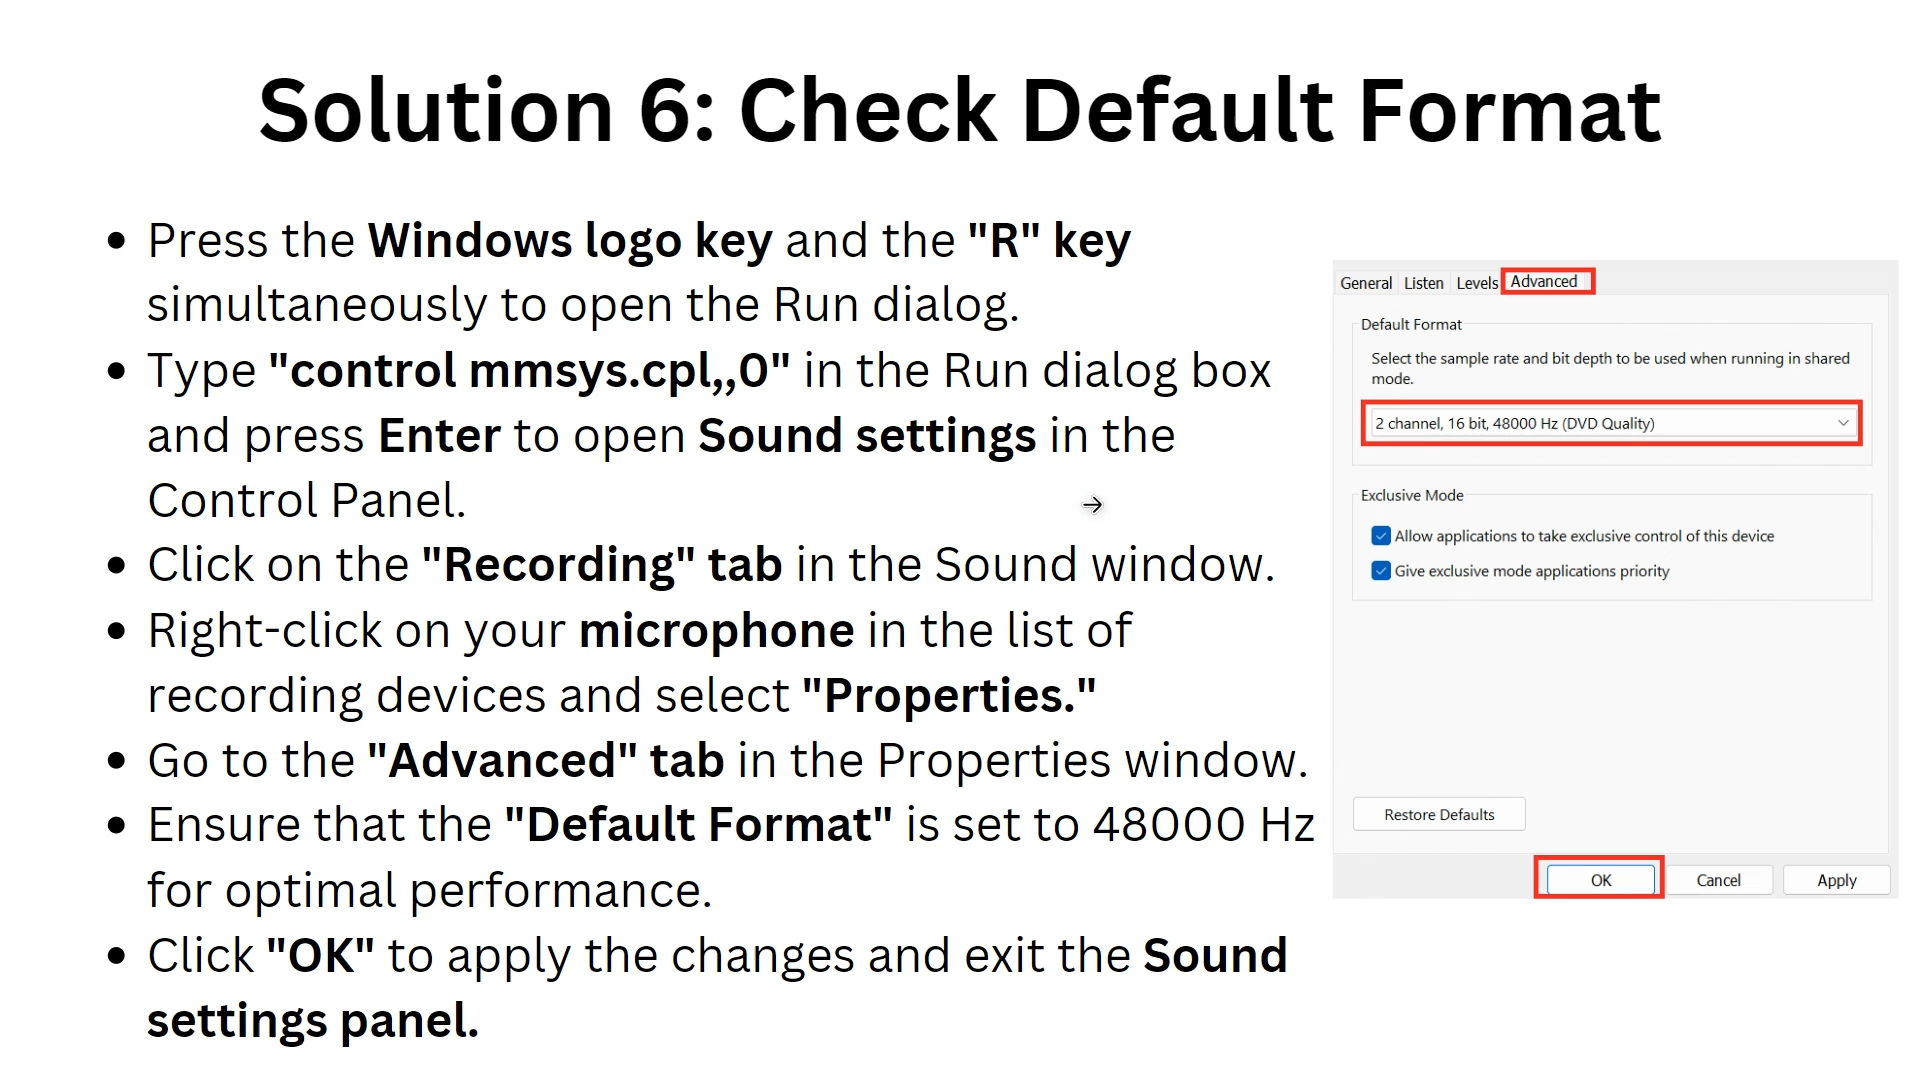 Solution 6: Check Default Format
• Press the Windows logo key and the "R" key
simultaneously to open the Run dialog.
• Type "control mmsys.cpl,,0" in the Run dialog box
and press Enter to open Sound settings in the
Control Panel.
• Click on the "Recording" tab in the Sound window.
• Right-click on your microphone in the list of
recording devices and select "Properties."
• Go to the "Advanced" tab in the Properties window.
• Ensure that the "Default Format" is set to 48000 Hz
for optimal performance.
• Click "OK" to apply the changes and exit the Sound
settings panel.
General Listen Levels Advanced
Default Format
Select the sample rate and bit depth to be used when running in shared
mode.
2 channel, 16 bit, 48000 Hz (DVD Quality)
Exclusive Mode
Allow applications to take exclusive control of this device
Give exclusive mode applications priority
Restore Defaults
OK Cancel Apply